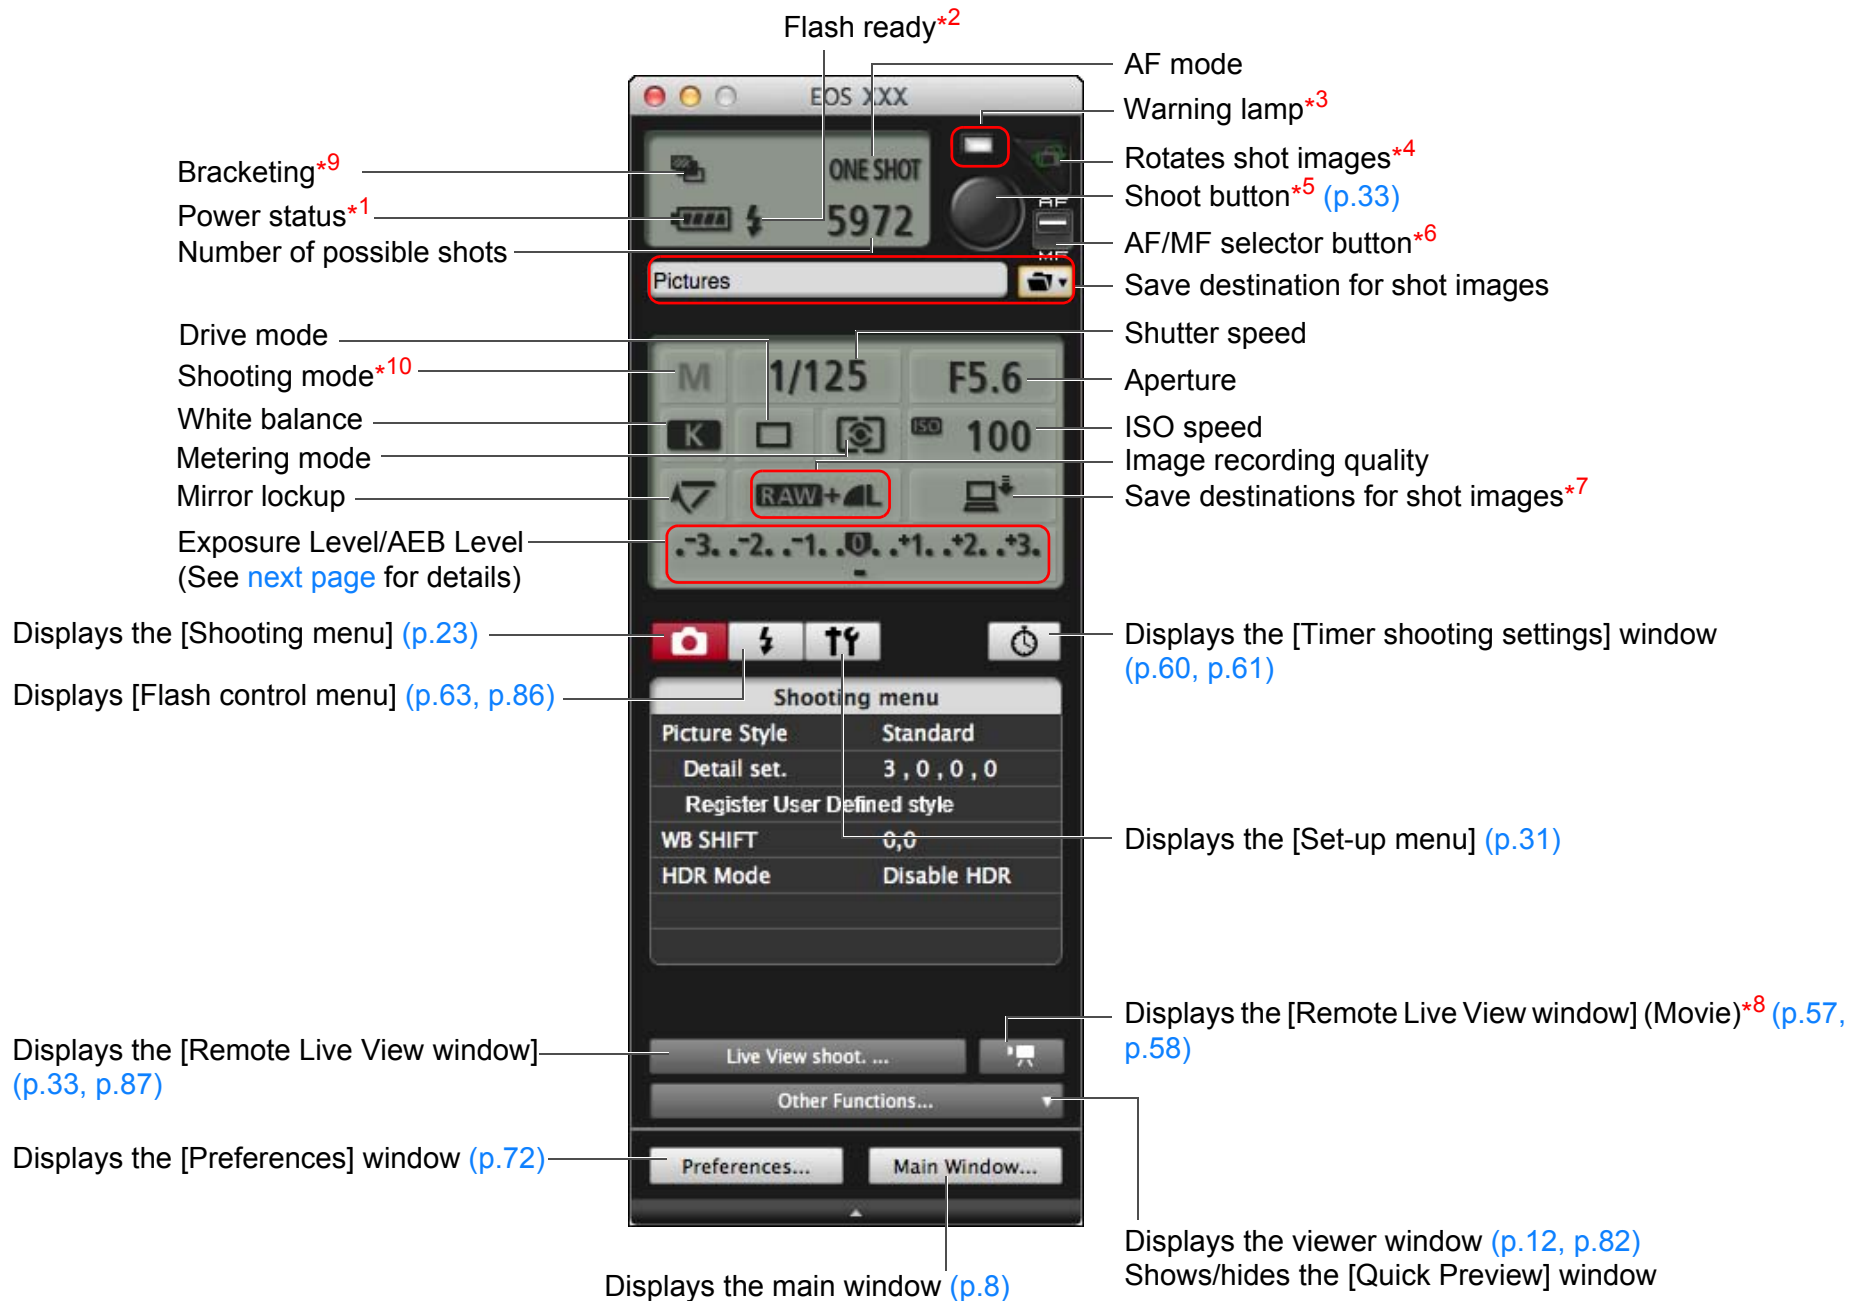 Flash ready*2
AF mode
Warning lamp*3
Rotates shot images*4
Shoot button*5 (p.33)
AF/MF selector button*6
Save destination for shot images
Shutter speed
Aperture
ISO speed
Image recording quality
Save destinations for shot images*7
Bracketing*9
Power status*1
Number of possible shots
Drive mode
Shooting mode*10
White balance
Metering mode
Mirror lockup
Exposure Level/AEB Level
(See next page for details)
Displays the [Shooting menu] (p.23)
Displays [Flash control menu] (p.63, p.86)
EOS XXX
ONE SHOT
5972
AF
MF
Pictures
M 1/125 F5.6
K ISO 100
RAW+L
.-3. .-2. .-1. .0. .+1. .+2. .+3.
Shooting menu
Picture Style Standard
Detail set. 3 , 0 , 0 , 0
Register User Defined style
WB SHIFT 0,0
HDR Mode Disable HDR
Live View shoot. ...
Other Functions...
Preferences... Main Window...
Displays the [Timer shooting settings] window
(p.60, p.61)
Displays the [Set-up menu] (p.31)
Displays the [Remote Live View window] (Movie)*8 (p.57,
p.58)
Displays the [Remote Live View window]
(p.33, p.87)
Displays the [Preferences] window (p.72)
Displays the main window (p.8)
Displays the viewer window (p.12, p.82)
Shows/hides the [Quick Preview] window